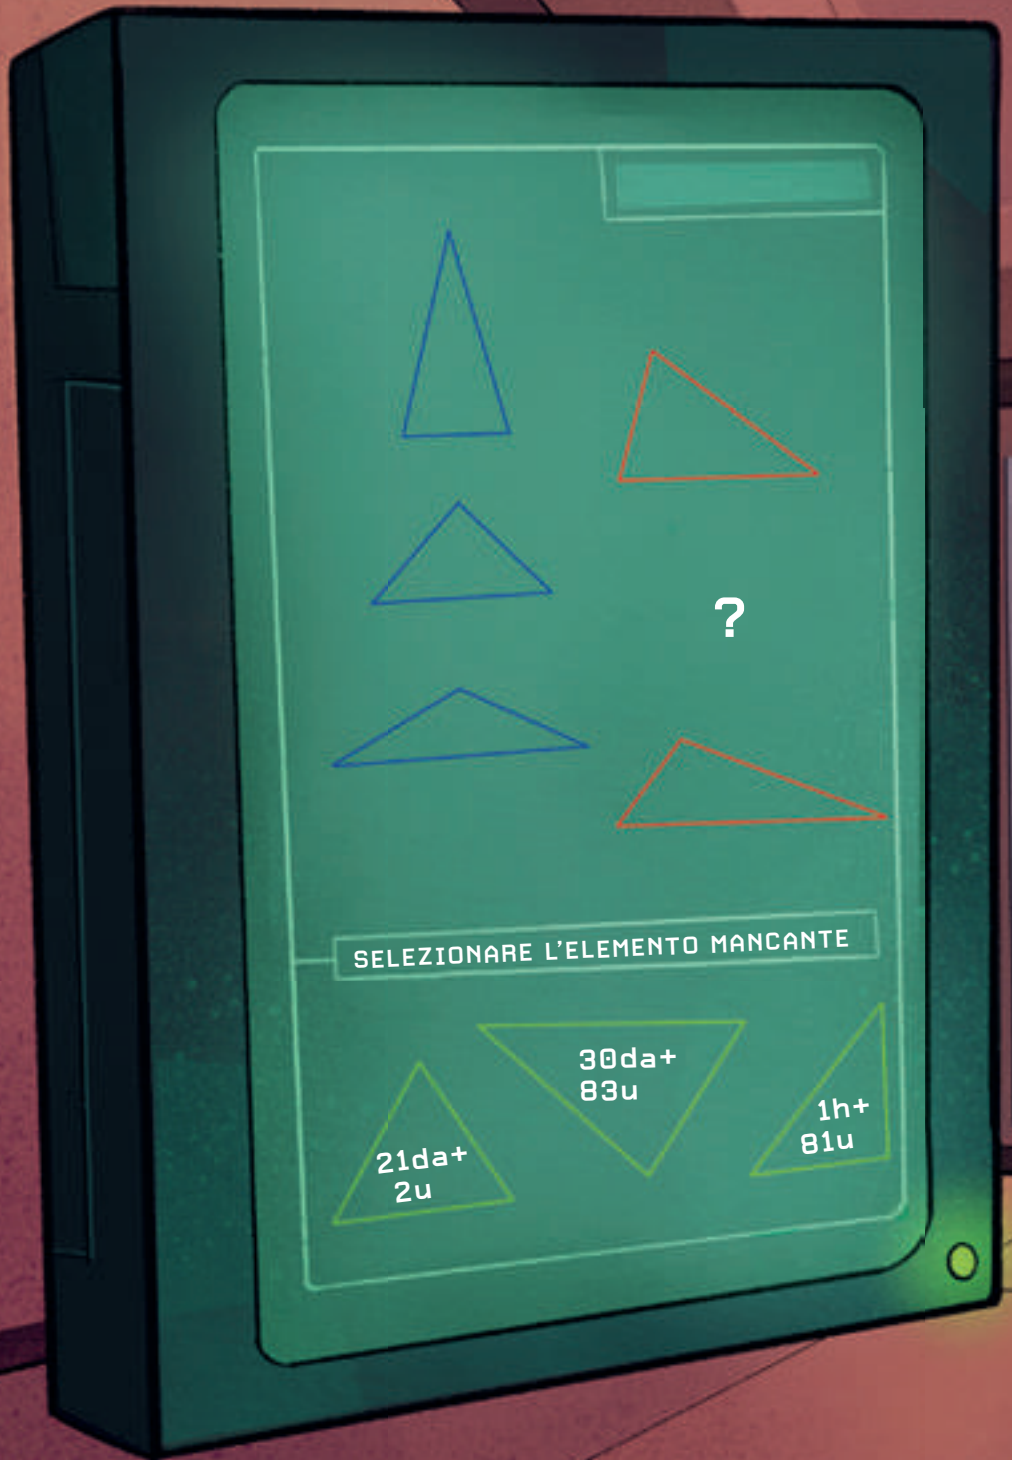 ?
SELEZIONARE L'ELEMENTO MANCANTE
30da+
83u
1h+
81u
21da+
2u